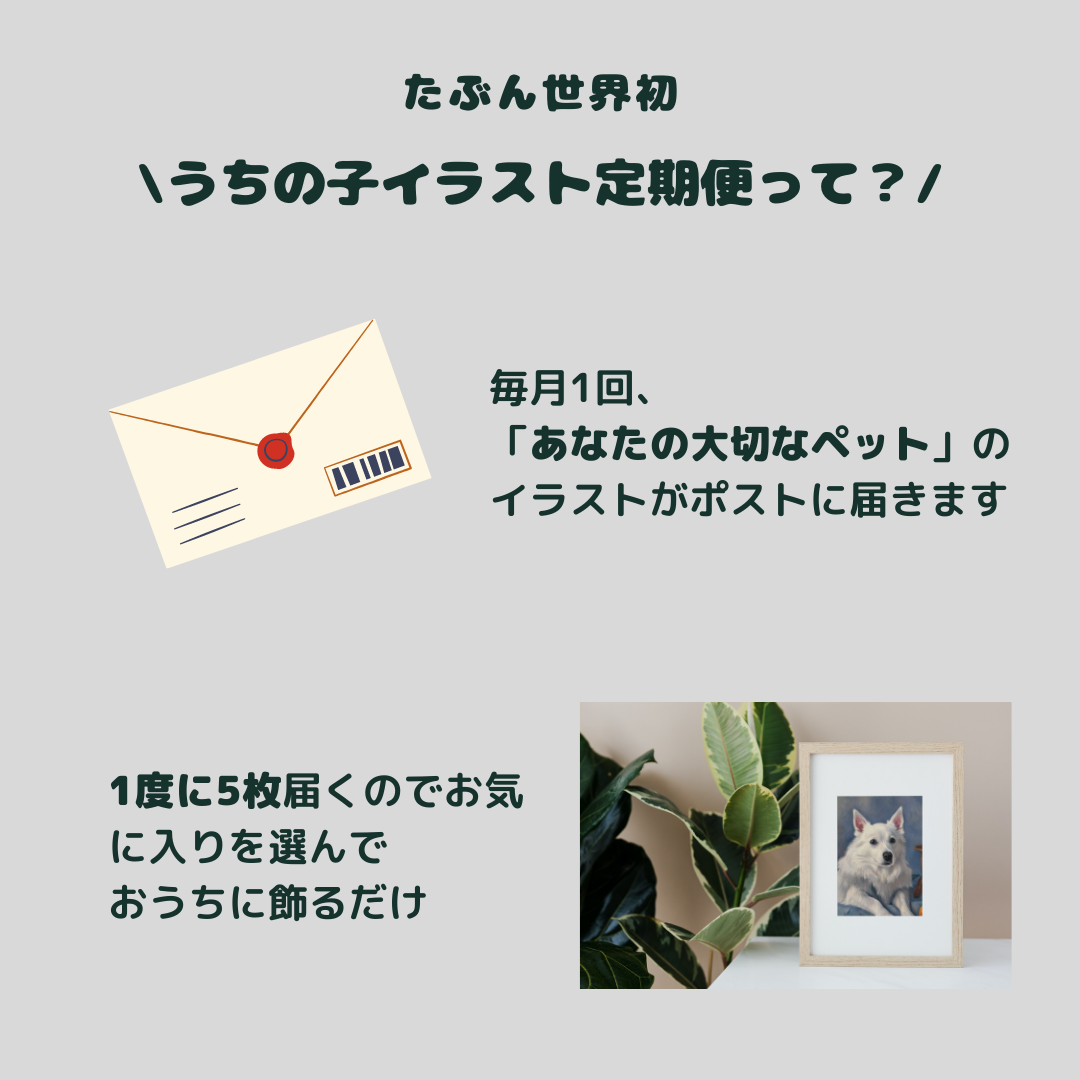 たぶん世界初
\うちの子イラスト定期便って？/
毎月1回、
「あなたの大切なペット」の
イラストがポストに届きます
1度に5枚届くのでお気
に入りを選んで
おうちに飾るだけ